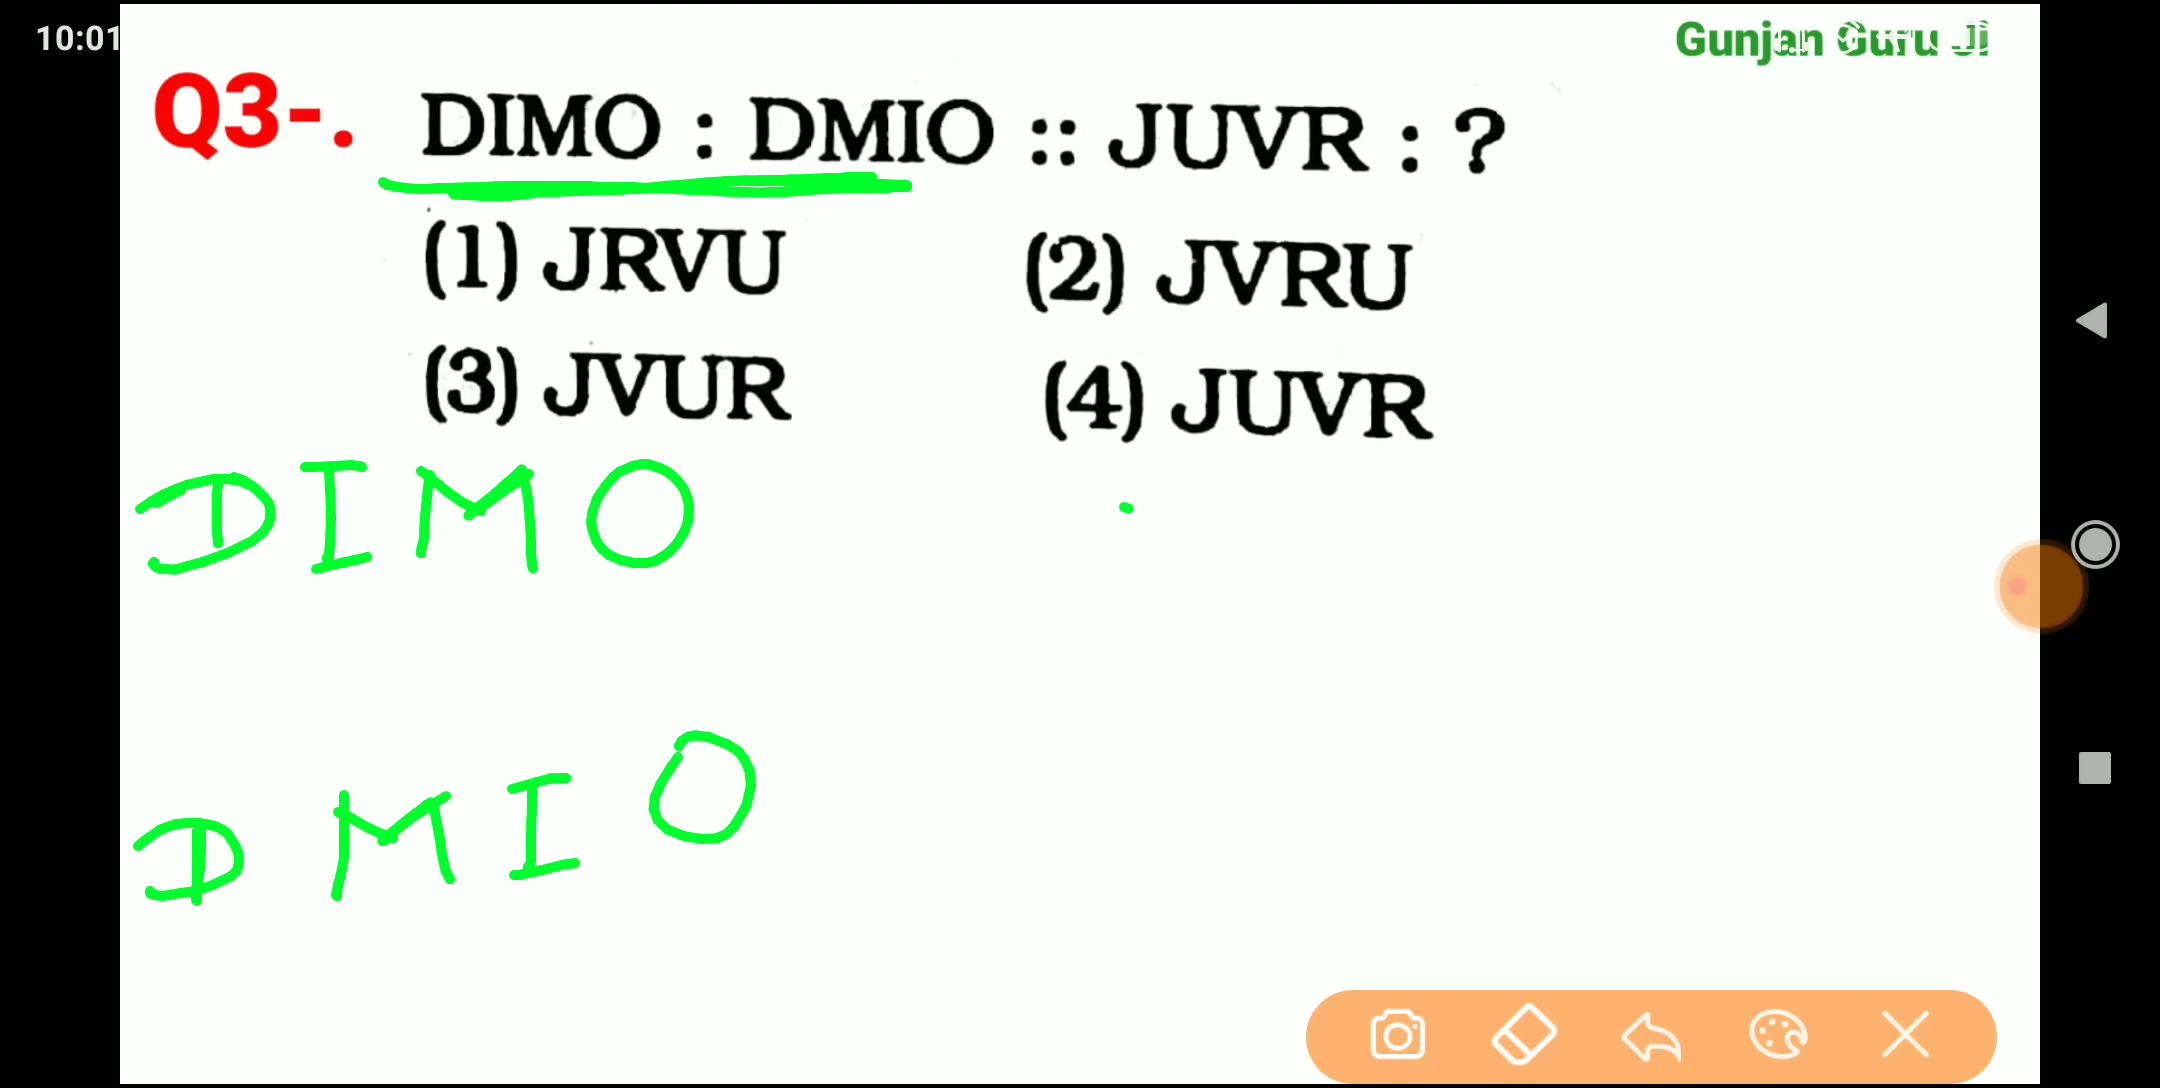 10:01
Gunjan Guru Ji
Q3-. DIMO : DMIO :: JUVR : ?
(1) JRVU (2) JVRU
(3) JVUR (4) JUVR
DIMO
DMIO